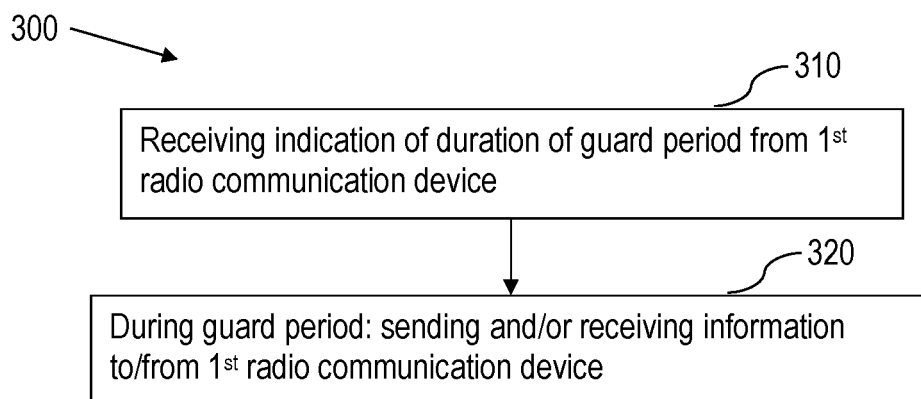 300
310
Receiving indication of duration of guard period from 1st
radio communication device
320
During guard period: sending and/or receiving information
to/from 1st radio communication device